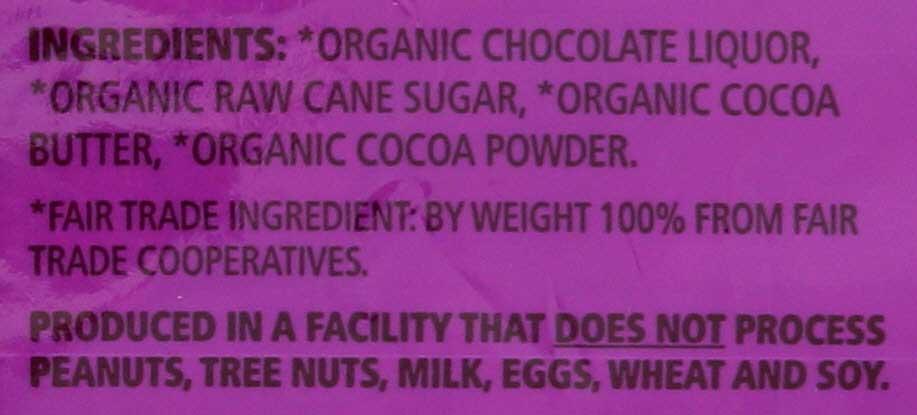 INGREDIENTS: *ORGANIC CHOCOLATE LIQUOR,
*ORGANIC RAW CANE SUGAR, *ORGANIC COCOA
BUTTER, *ORGANIC COCOA POWDER.
*FAIR TRADE INGREDIENT: BY WEIGHT 100% FROM FAIR
TRADE COOPERATIVES.
PRODUCED IN A FACILITY THAT DOES NOT PROCESS
PEANUTS, TREE NUTS, MILK, EGGS, WHEAT AND SOY.